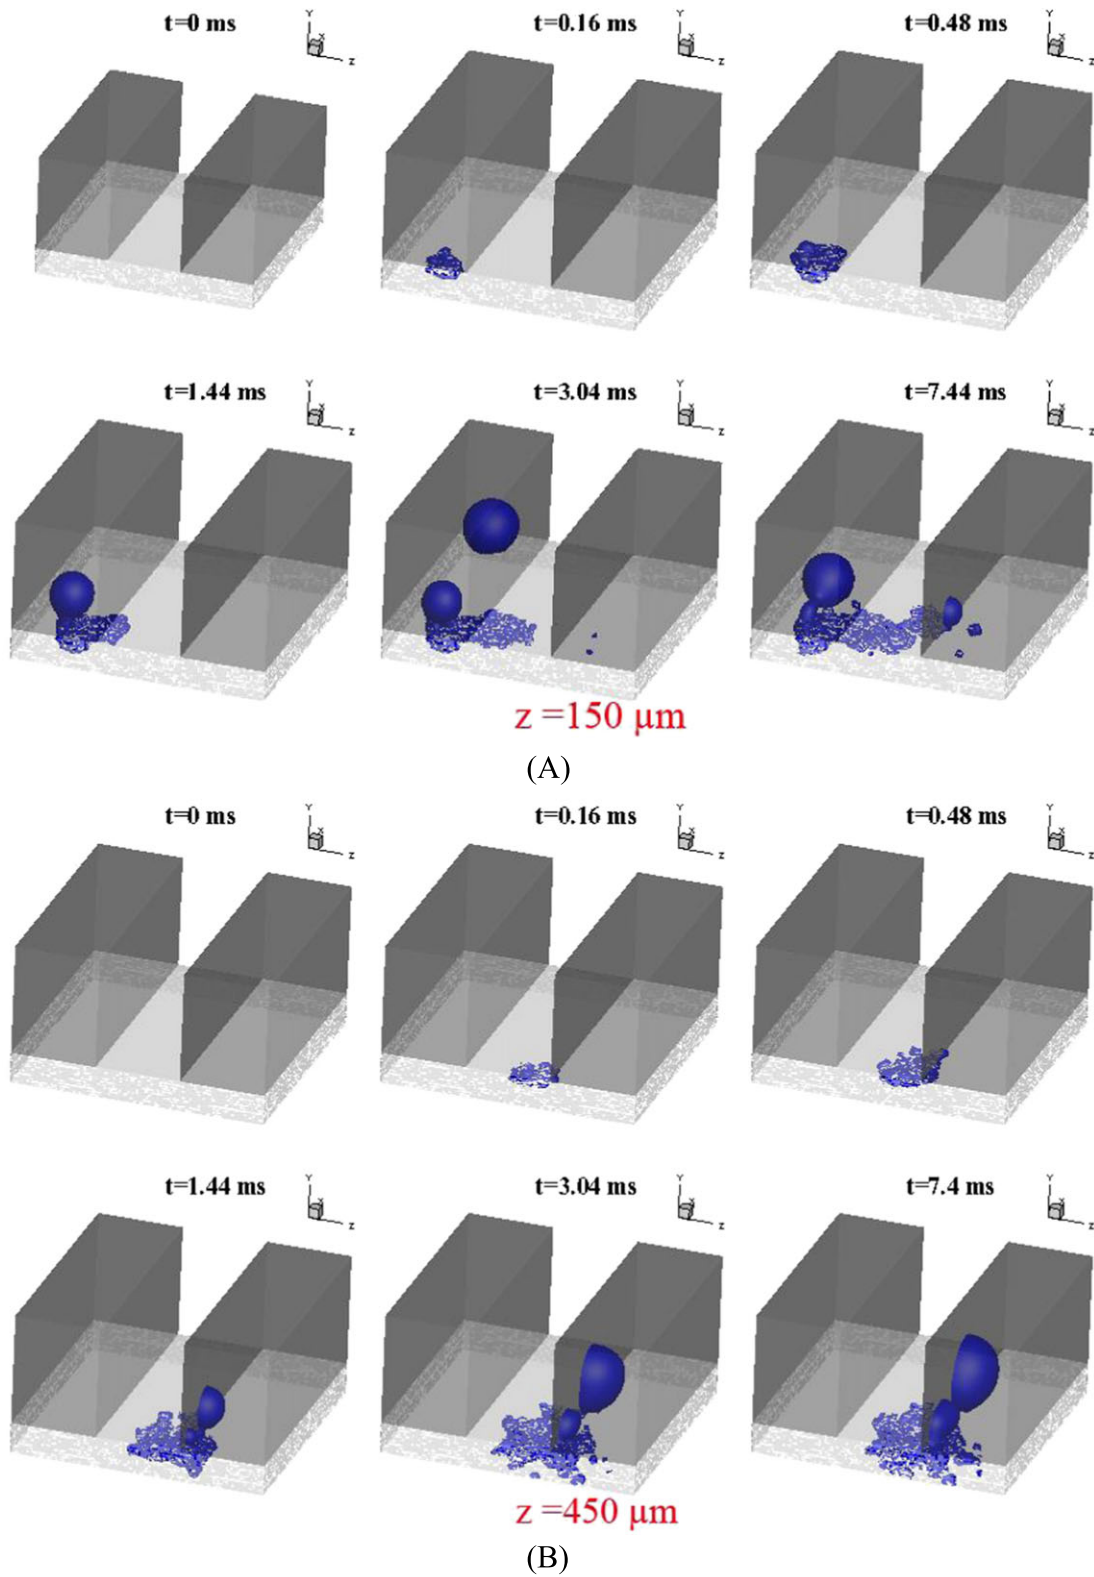 t=0 ms
Y
X
Z
t=0.16 ms
Y
X
Z
t=0.48 ms
Y
X
Z
t=1.44 ms
Y
X
Z
t=3.04 ms
Y
X
Z
t=7.44 ms
Y
X
Z
z =150 µm
(A)
t=0 ms
Y
X
Z
t=0.16 ms
Y
X
Z
t=0.48 ms
Y
X
Z
t=1.44 ms
Y
X
Z
t=3.04 ms
Y
X
Z
t=7.4 ms
Y
X
Z
z =450 µm
(B)